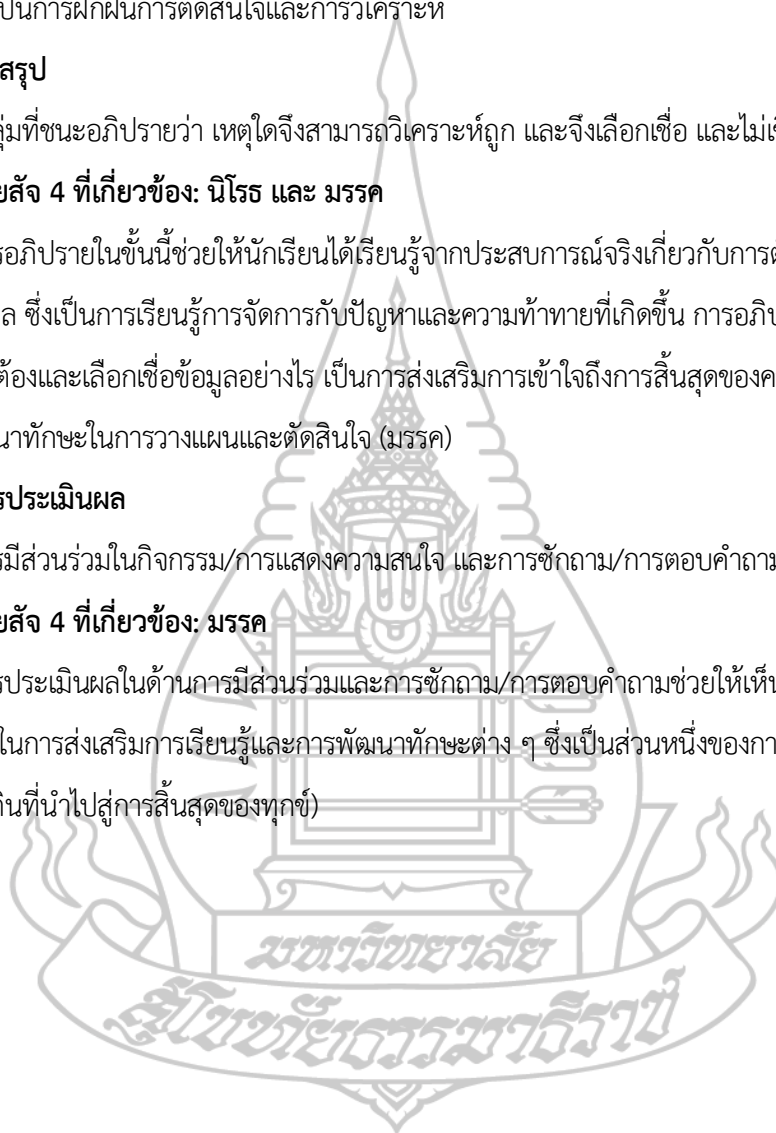 ป็นการฝึกฝนการตัดสินใจและการวิเคราะห์
สรุป
ลุ่มที่ชนะอภิปรายว่า เหตุใดจึงสามารถวิเคราะห์ถูก และจึงเลือกเชื่อ และไม่เ
ยสัจ 4 ที่เกี่ยวข้อง: นิโรธ และ มรรค
รอภิปรายในขั้นนี้ช่วยให้นักเรียนได้เรียนรู้จากประสบการณ์จริงเกี่ยวกับการต
ล ซึ่งเป็นการเรียนรู้การจัดการกับปัญหาและความท้าทายที่เกิดขึ้น การอภิป
ต้องและเลือกเชื่อข้อมูลอย่างไร เป็นการส่งเสริมการเข้าใจถึงการสิ้นสุดของค
นาทักษะในการวางแผนและตัดสินใจ (มรรค)
รประเมินผล
รมีส่วนร่วมในกิจกรรม/การแสดงความสนใจ และการซักถาม/การตอบคำถาม
ยสัจ 4 ที่เกี่ยวข้อง: มรรค
รประเมินผลในด้านการมีส่วนร่วมและการซักถาม/การตอบคำถามช่วยให้เห็น
ในการส่งเสริมการเรียนรู้และการพัฒนาทักษะต่าง ๆ ซึ่งเป็นส่วนหนึ่งของกา
ดินที่นำไปสู่การสิ้นสุดของทุกข์)
มหาวิทยาลัย
สุโขทัยธรรมาธิราช